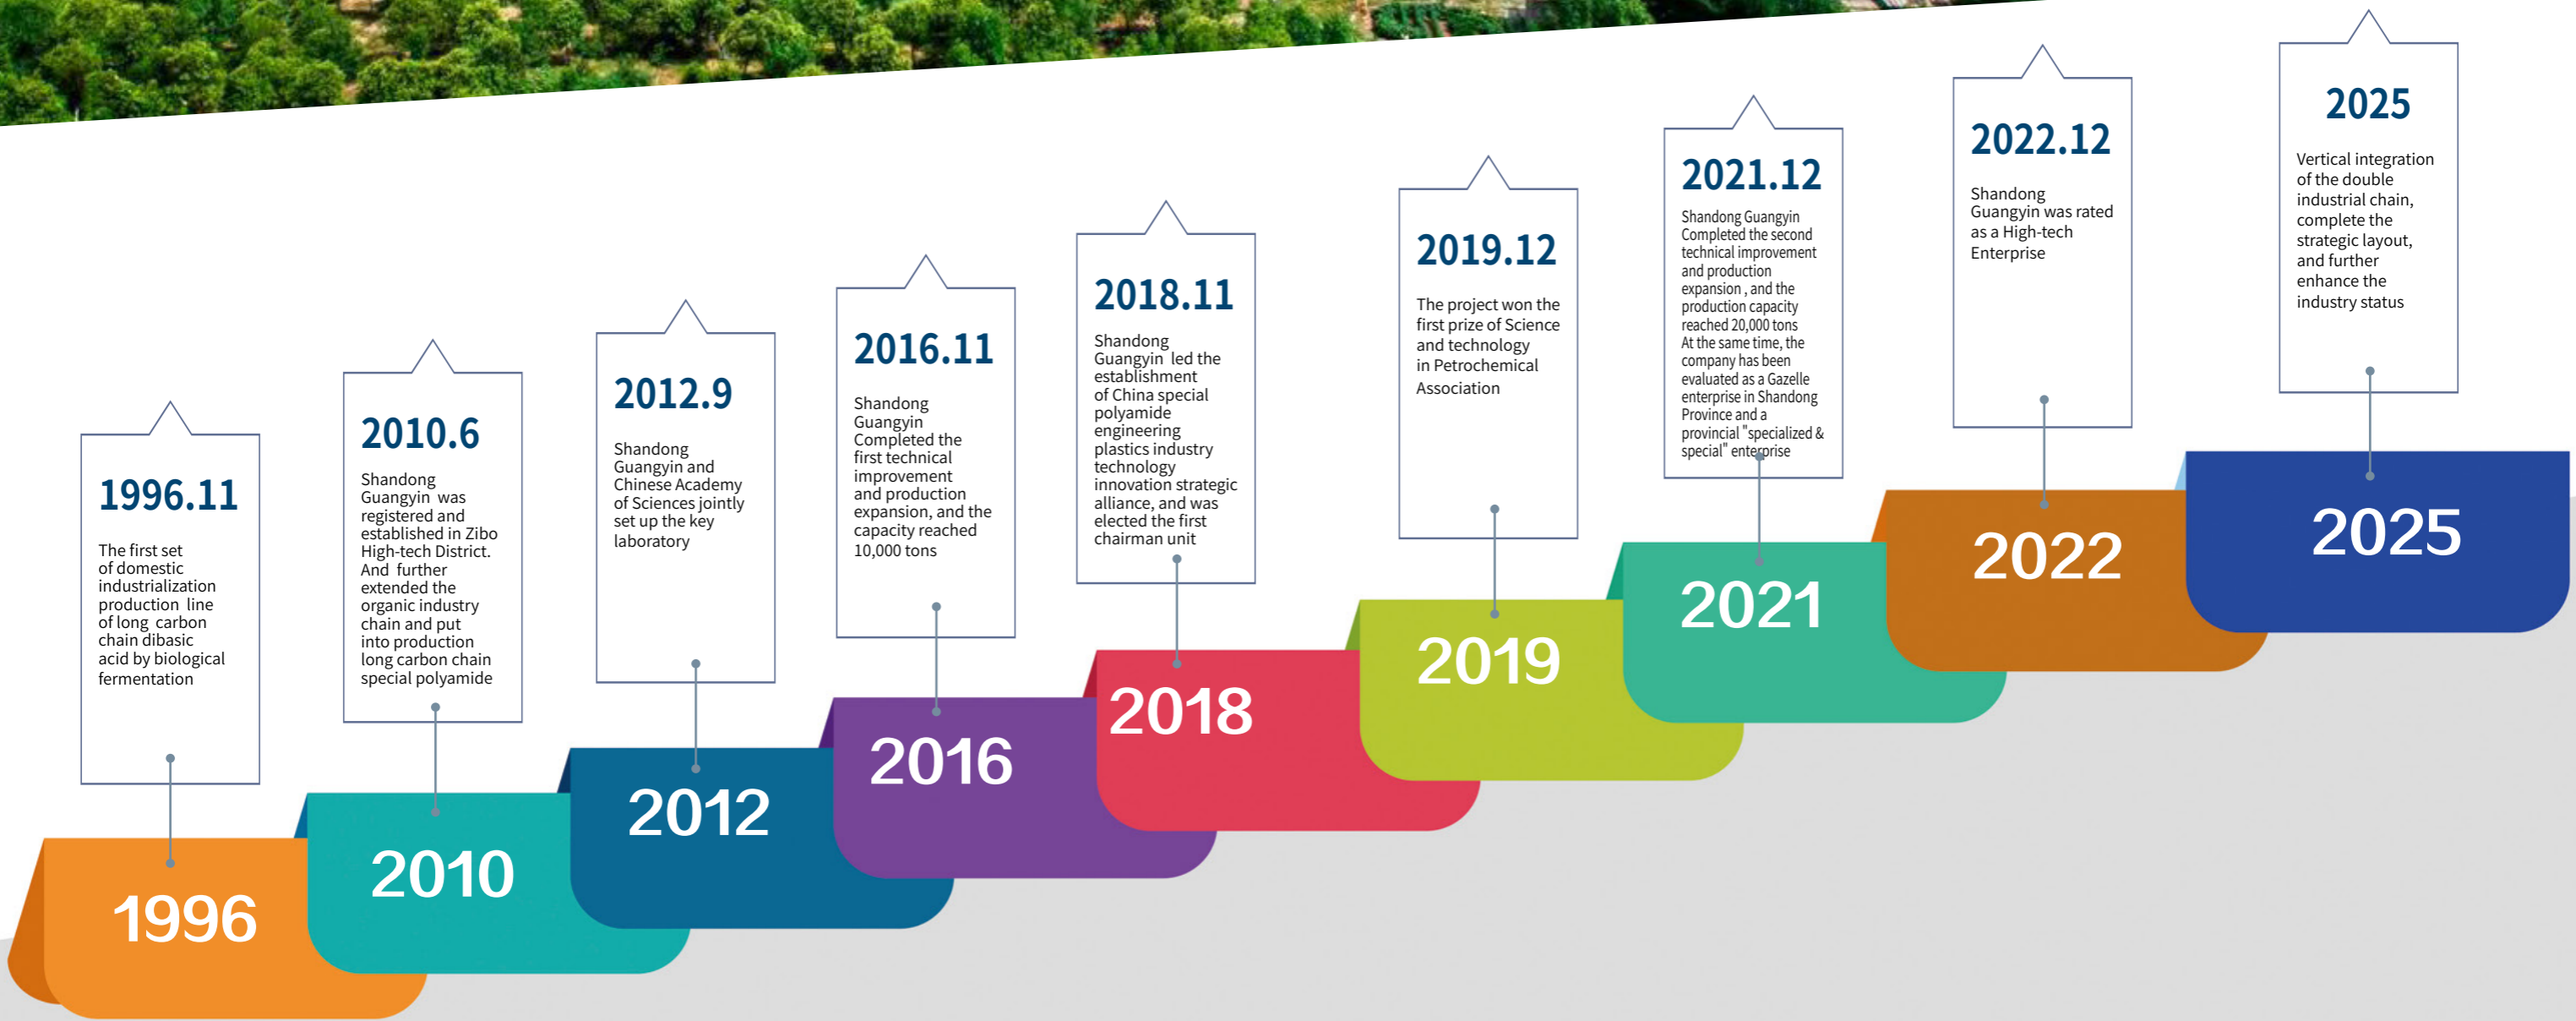 1996.11
The first set
of domestic
industrialization
production line
of long carbon
chain dibasic
acid by biological
fermentation
1996
2010.6
Shandong
Guangyin was
registered and
established in Zibo
High-tech District.
And further
extended the
organic industry
chain and put
into production
long carbon chain
special polyamide
2010
2012.9
Shandong
Guangyin and
Chinese Academy
of Sciences jointly
set up the key
laboratory
2012
2016.11
Shandong
Guangyin
Completed the
first technical
improvement
and production
expansion, and the
capacity reached
10,000 tons
2016
2018.11
Shandong
Guangyin led the
establishment
of China special
polyamide
engineering
plastics industry
technology
innovation strategic
alliance, and was
elected the first
chairman unit
2018
2019.12
The project won the
first prize of Science
and technology
in Petrochemical
Association
2019
2021.12
Shandong Guangyin
Completed the second
technical improvement
and production
expansion , and the
production capacity
reached 20,000 tons
At the same time, the
company has been
evaluated as a Gazelle
enterprise in Shandong
Province and a
provincial "specialized &
special" enterprise
2021
2022.12
Shandong
Guangyin was rated
as a High-tech
Enterprise
2022
2025
Vertical integration
of the double
industrial chain,
complete the
strategic layout,
and further
enhance the
industry status
2025